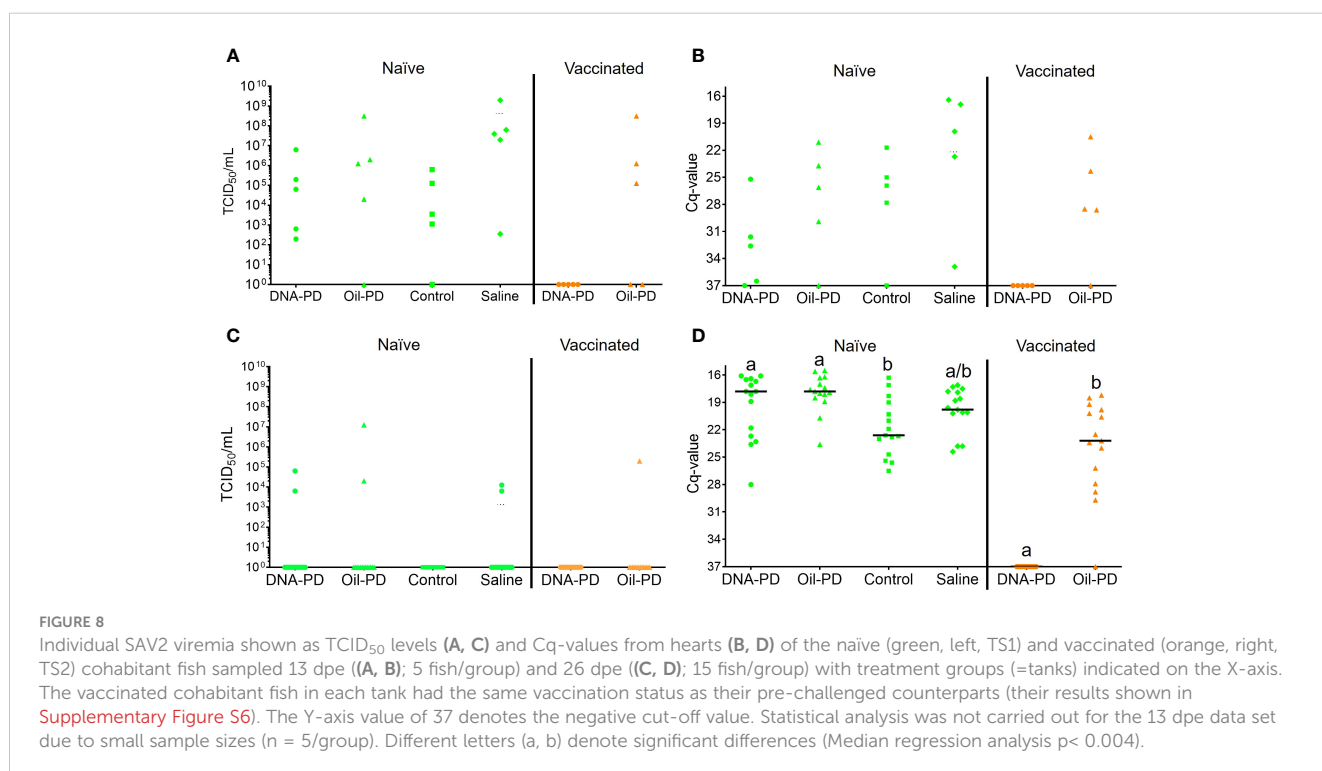 A
B
Naïve
Vaccinated
Naïve
Vaccinated
TCID50/mL
10^10
10^9
10^8
10^7
10^6
10^5
10^4
10^3
10^2
10^1
10^0
DNA-PD Oil-PD Control Saline DNA-PD Oil-PD
Cq-value
16
19
22
25
28
31
34
37
DNA-PD Oil-PD Control Saline DNA-PD Oil-PD
C
D
Naïve
Vaccinated
Naïve
Vaccinated
TCID50/mL
10^10
10^9
10^8
10^7
10^6
10^5
10^4
10^3
10^2
10^1
10^0
DNA-PD Oil-PD Control Saline DNA-PD Oil-PD
Cq-value
16
19
22
25
28
31
34
37
a a b a/b a b
DNA-PD Oil-PD Control Saline DNA-PD Oil-PD
FIGURE 8
Individual SAV2 viremia shown as TCID50 levels (A, C) and Cq-values from hearts (B, D) of the naïve (green, left, TS1) and vaccinated (orange, right,
TS2) cohabitant fish sampled 13 dpe ((A, B); 5 fish/group) and 26 dpe ((C, D); 15 fish/group) with treatment groups (=tanks) indicated on the X-axis.
The vaccinated cohabitant fish in each tank had the same vaccination status as their pre-challenged counterparts (their results shown in
Supplementary Figure S6). The Y-axis value of 37 denotes the negative cut-off value. Statistical analysis was not carried out for the 13 dpe data set
due to small sample sizes (n = 5/group). Different letters (a, b) denote significant differences (Median regression analysis p< 0.004).